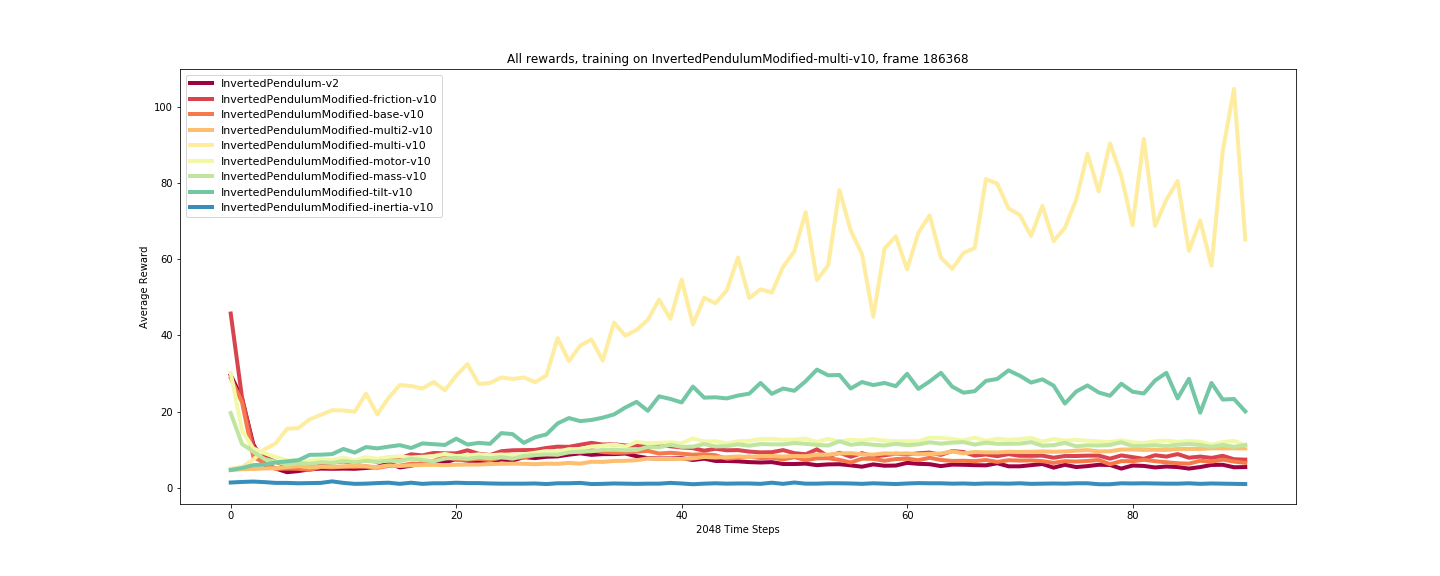 All rewards, training on InvertedPendulumModified-multi-v10, frame 186368
InvertedPendulum-v2
InvertedPendulumModified-friction-v10
InvertedPendulumModified-base-v10
InvertedPendulumModified-multi2-v10
InvertedPendulumModified-multi-v10
InvertedPendulumModified-motor-v10
InvertedPendulumModified-mass-v10
InvertedPendulumModified-tilt-v10
InvertedPendulumModified-inertia-v10
Average Reward
100
80
60
40
20
0
0 20 40 60 80
2048 Time Steps